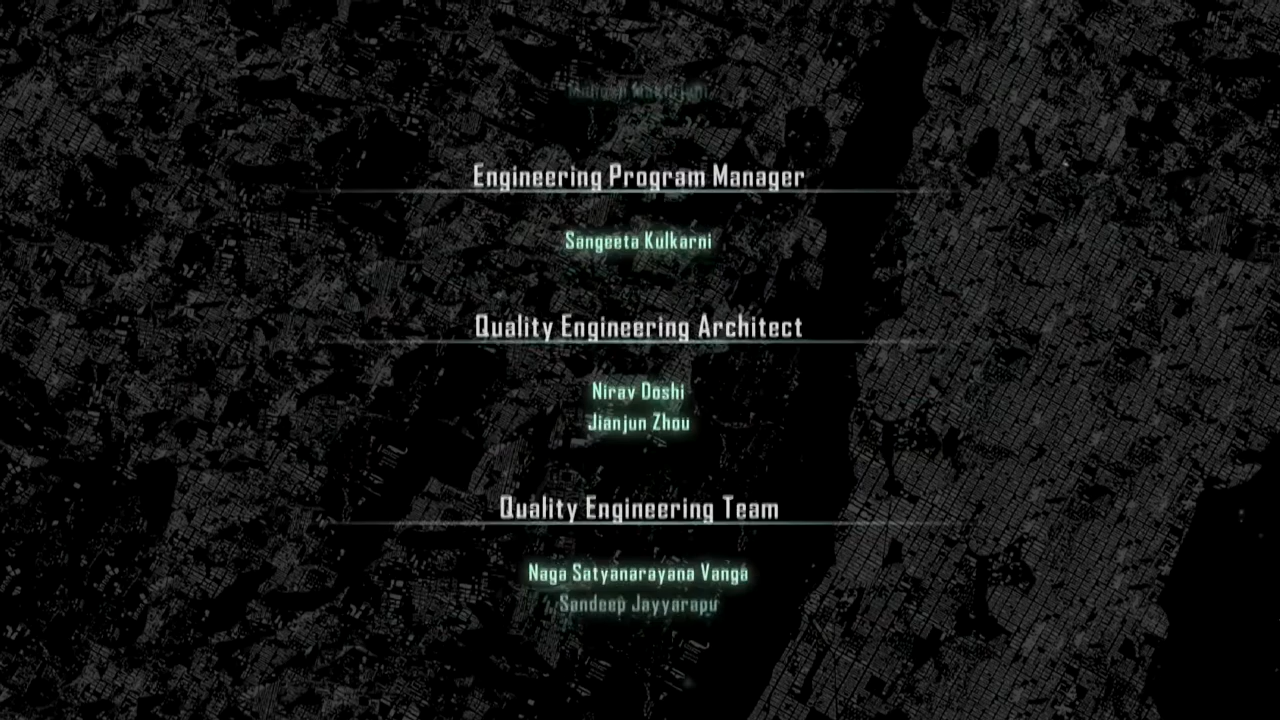 Engineering Program Manager
Sangeeta Kulkarni
Quality Engineering Architect
Nirav Doshi
Jianjun Zhou
Quality Engineering Team
Naga Satyanarayana Vanga
Sandeep Jayyarapu